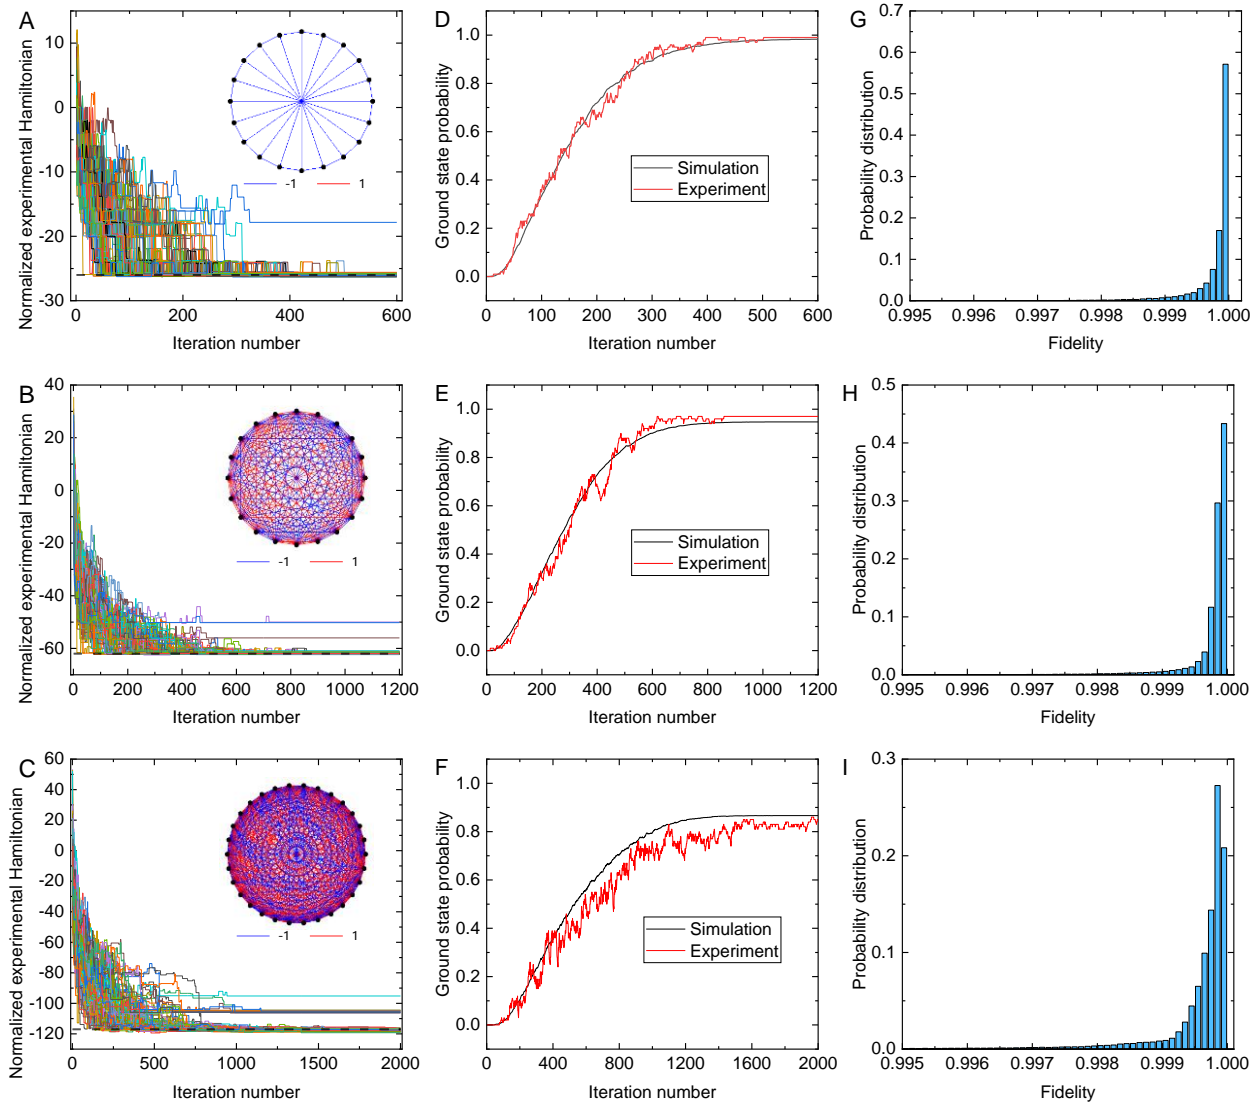 A
Normalized experimental Hamiltonian
10
0
-10
-20
-30
0 200 400 600
Iteration number
-1 1
D
Ground state probability
1.0
0.8
0.6
0.4
0.2
0.0
0 100 200 300 400 500 600
Iteration number
Simulation
Experiment
G
Probability distribution
0.7
0.6
0.5
0.4
0.3
0.2
0.1
0.0
0.995 0.996 0.997 0.998 0.999 1.000
Fidelity
B
Normalized experimental Hamiltonian
40
20
0
-20
-40
-60
0 200 400 600 800 1000 1200
Iteration number
-1 1
E
Ground state probability
1.0
0.8
0.6
0.4
0.2
0.0
0 200 400 600 800 1000 1200
Iteration number
Simulation
Experiment
H
Probability distribution
0.5
0.4
0.3
0.2
0.1
0.0
0.995 0.996 0.997 0.998 0.999 1.000
Fidelity
C
Normalized experimental Hamiltonian
60
40
20
0
-20
-40
-60
-80
-100
-120
0 500 1000 1500 2000
Iteration number
-1 1
F
Ground state probability
1.0
0.8
0.6
0.4
0.2
0.0
0 400 800 1200 1600 2000
Iteration number
Simulation
Experiment
I
Probability distribution
0.3
0.2
0.1
0.0
0.995 0.996 0.997 0.998 0.999 1.000
Fidelity